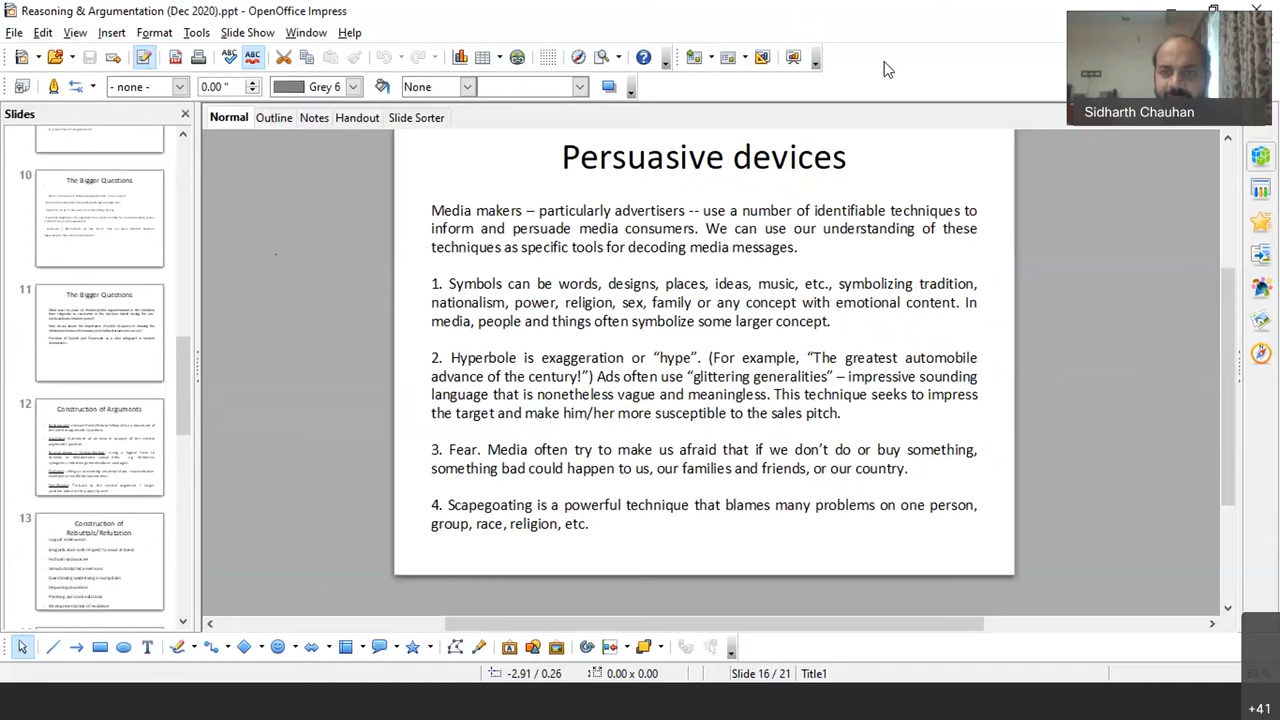 Reasoning & Argumentation (Dec 2020).ppt - OpenOffice Impress
File Edit View Insert Format Tools Slide Show Window Help
- none -
0.00 "
Grey 6
None
Sidharth Chauhan
Slides
Normal Outline Notes Handout Slide Sorter
10
The Bigger Questions
11
The Bigger Questions
12
Construction of Arguments
13
Construction of
Rebuttals/Refutation
Persuasive devices
Media makers – particularly advertisers -- use a number of identifiable techniques to
inform and persuade media consumers. We can use our understanding of these
techniques as specific tools for decoding media messages.
1. Symbols can be words, designs, places, ideas, music, etc., symbolizing tradition,
nationalism, power, religion, sex, family or any concept with emotional content. In
media, people and things often symbolize some larger concept.
2. Hyperbole is exaggeration or “hype”. (For example, “The greatest automobile
advance of the century!”) Ads often use “glittering generalities” – impressive sounding
language that is nonetheless vague and meaningless. This technique seeks to impress
the target and make him/her more susceptible to the sales pitch.
3. Fear. Media often try to make us afraid that if we don’t do or buy something,
something bad could happen to us, our families and friends, or our country.
4. Scapegoating is a powerful technique that blames many problems on one person,
group, race, religion, etc.
-2.91 / 0.26
0.00 x 0.00
Slide 16 / 21
Title1
+41